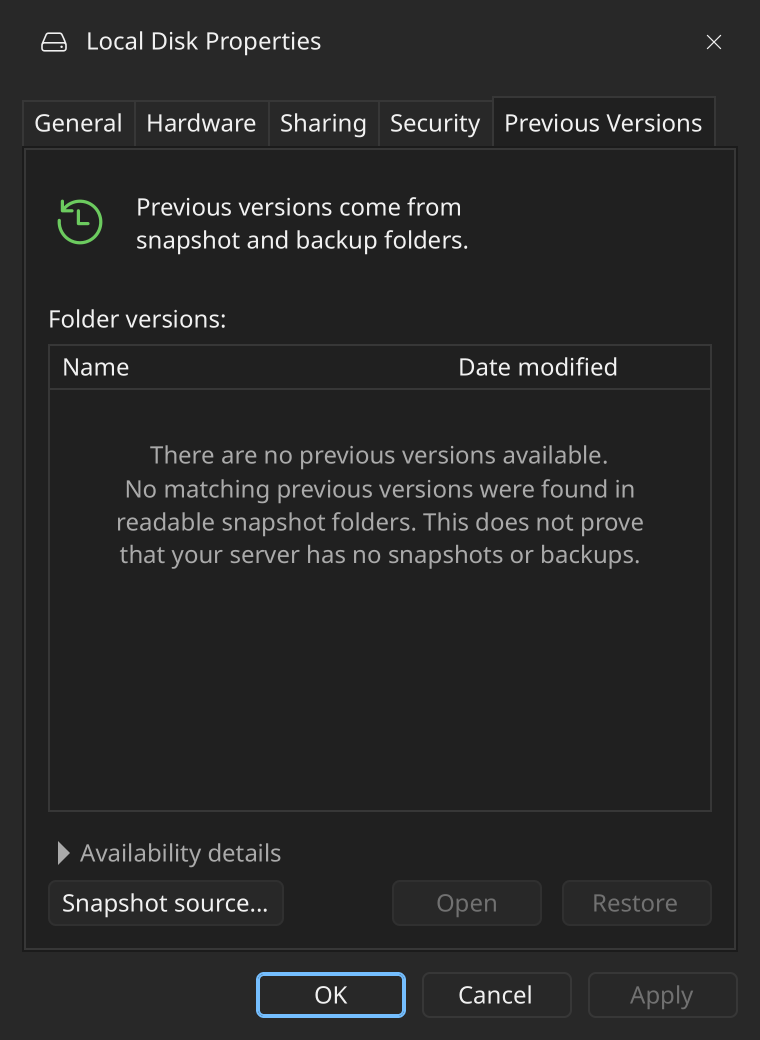 Local Disk Properties
General Hardware Sharing Security Previous Versions
Previous versions come from
snapshot and backup folders.
Folder versions:
Name Date modified
There are no previous versions available.
No matching previous versions were found in
readable snapshot folders. This does not prove
that your server has no snapshots or backups.
Availability details
Snapshot source... Open Restore
OK Cancel Apply